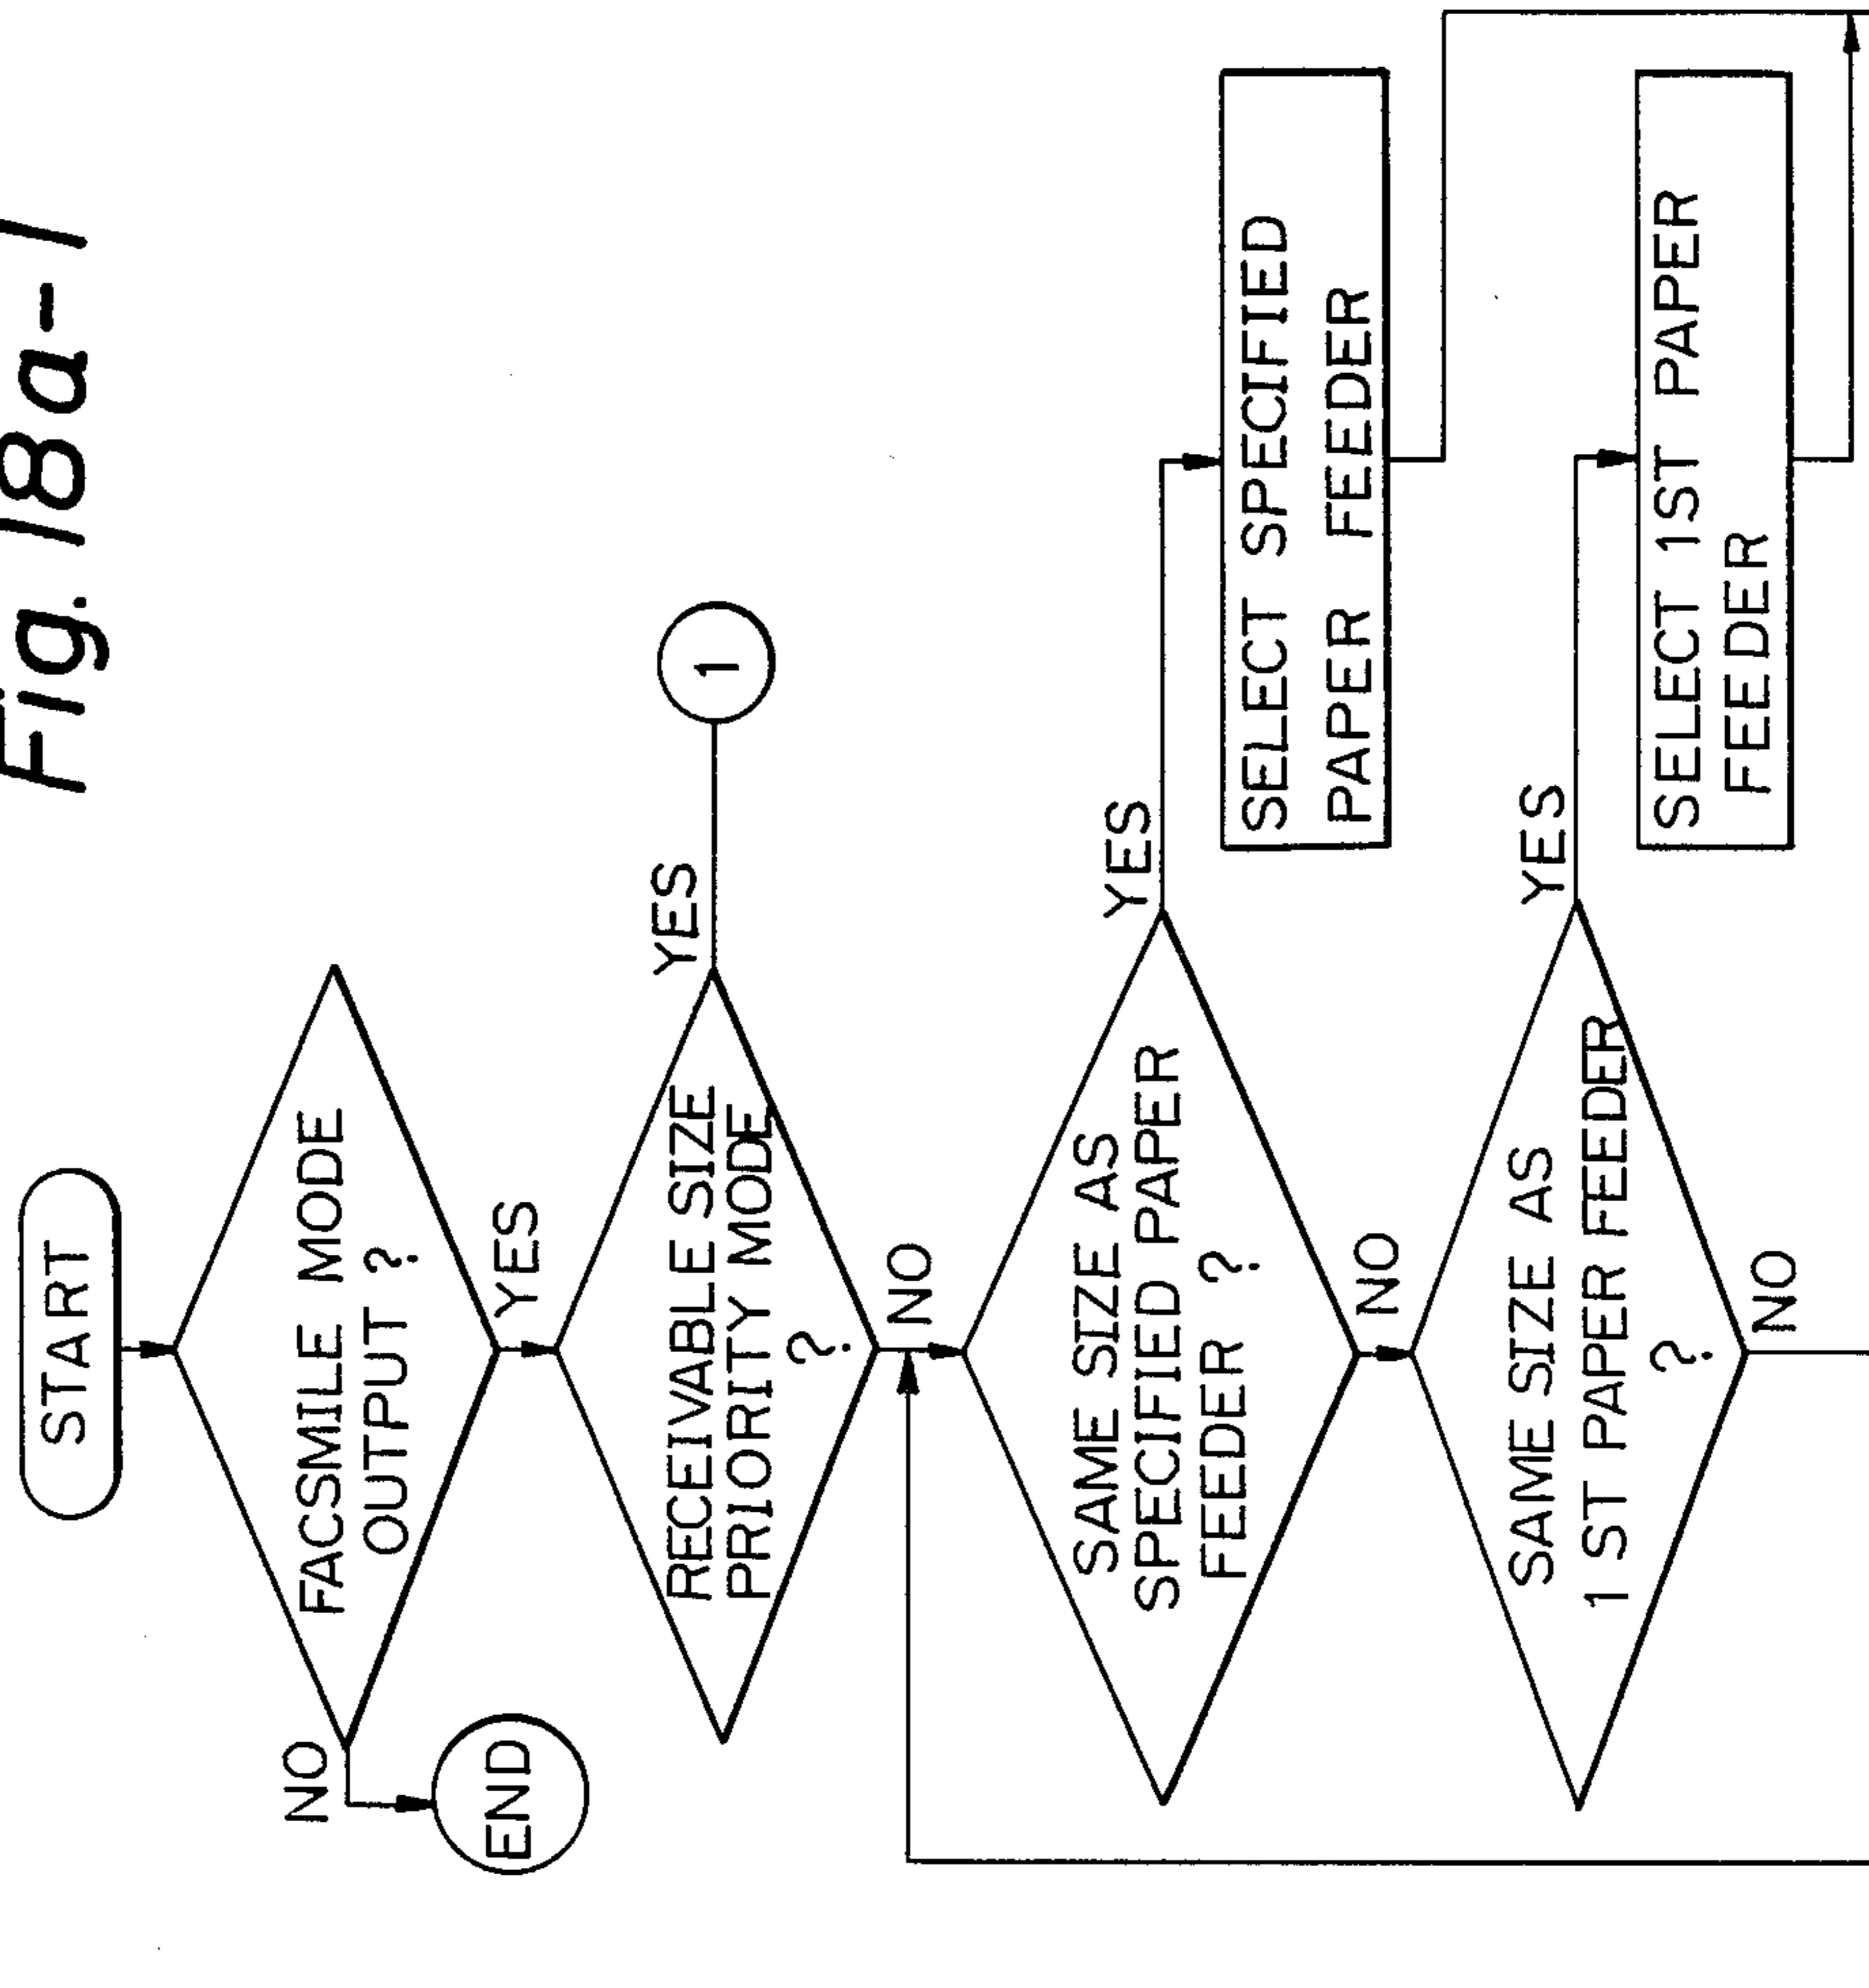 Fig. 18a-1
START
FACSMILE MODE
OUTPUT ?
NO
END
YES
RECEIVABLE SIZE
PRIORITY MODE
?
YES
1
NO
SAME SIZE AS
SPECIFIED PAPER
FEEDER ?
YES
SELECT SPECIFIED
PAPER FEEDER
NO
SAME SIZE AS
1ST PAPER FEEDER
?
YES
SELECT 1ST PAPER
FEEDER
NO